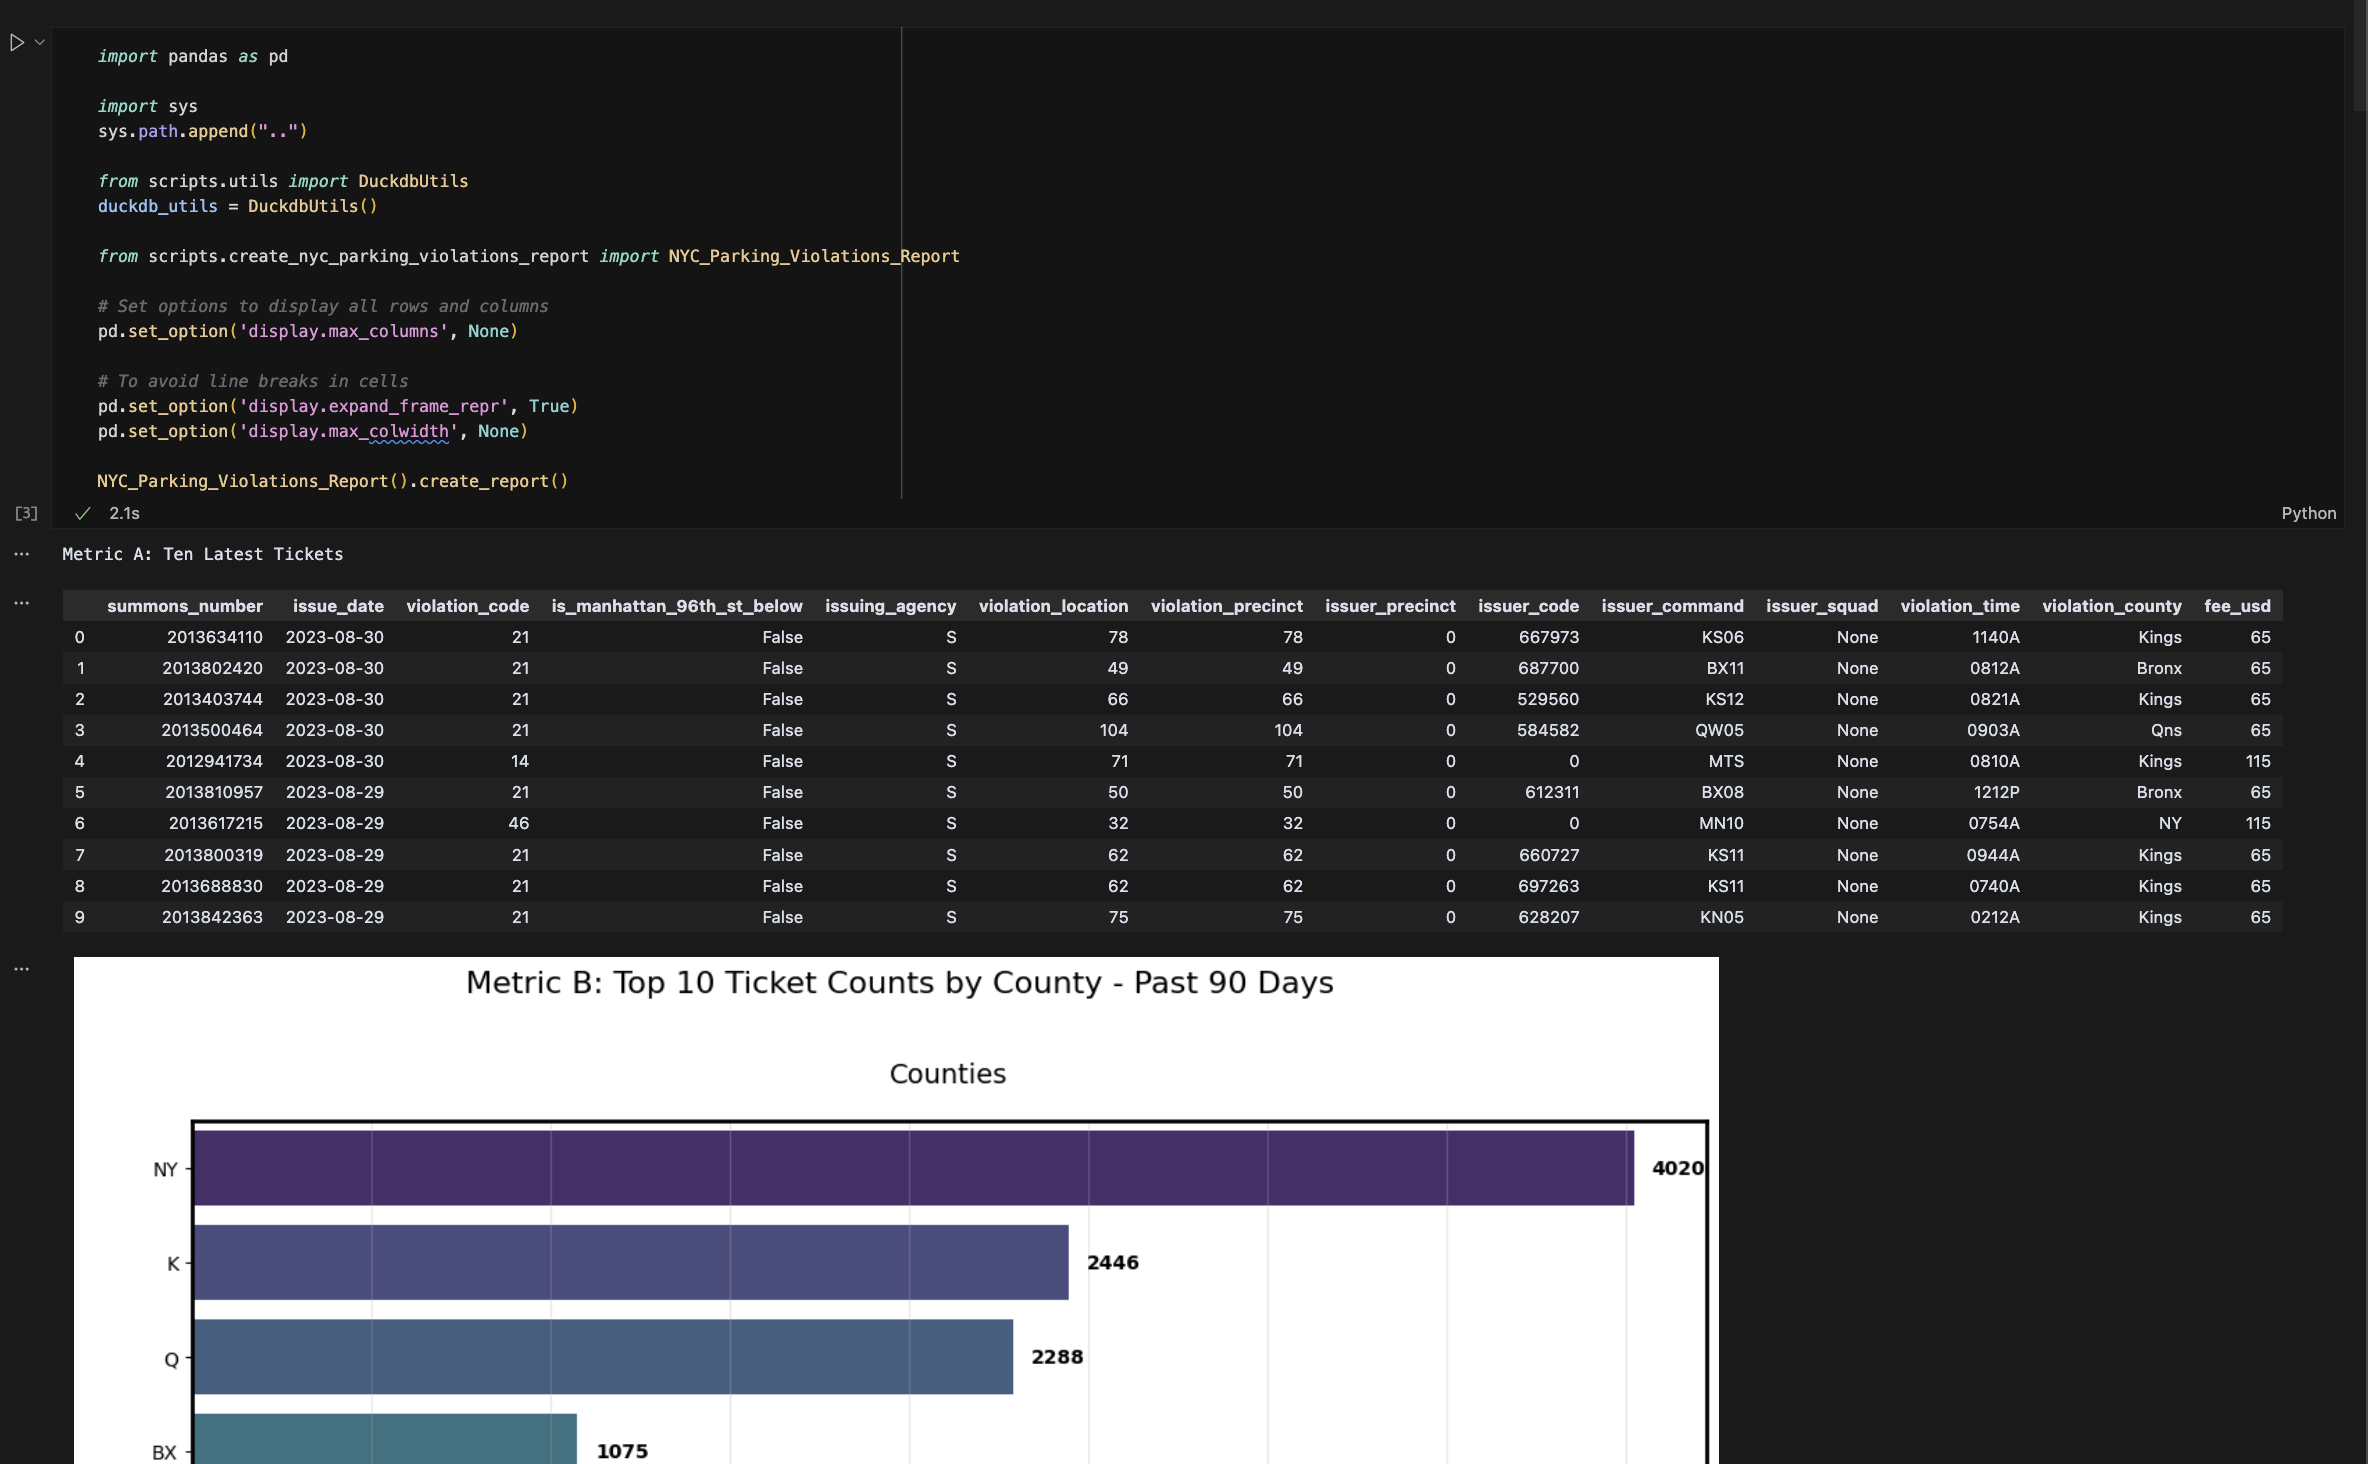 import pandas as pd
import sys
sys.path.append("..")
from scripts.utils import DuckdbUtils
duckdb_utils = DuckdbUtils()
from scripts.create_nyc_parking_violations_report import NYC_Parking_Violations_Report
# Set options to display all rows and columns
pd.set_option('display.max_columns', None)
# To avoid line breaks in cells
pd.set_option('display.expand_frame_repr', True)
pd.set_option('display.max_colwidth', None)
NYC_Parking_Violations_Report().create_report()
[3] 2.1s Python
Metric A: Ten Latest Tickets
summons_number issue_date violation_code is_manhattan_96th_st_below issuing_agency violation_location violation_precinct issuer_precinct issuer_code issuer_command issuer_squad violation_time violation_county fee_usd
0 2013634110 2023-08-30 21 False S 78 78 0 667973 KS06 None 1140A Kings 65
1 2013802420 2023-08-30 21 False S 49 49 0 687700 BX11 None 0812A Bronx 65
2 2013403744 2023-08-30 21 False S 66 66 0 529560 KS12 None 0821A Kings 65
3 2013500464 2023-08-30 21 False S 104 104 0 584582 QW05 None 0903A Qns 65
4 2012941734 2023-08-30 14 False S 71 71 0 0 MTS None 0810A Kings 115
5 2013810957 2023-08-29 21 False S 50 50 0 612311 BX08 None 1212P Bronx 65
6 2013617215 2023-08-29 46 False S 32 32 0 0 MN10 None 0754A NY 115
7 2013800319 2023-08-29 21 False S 62 62 0 660727 KS11 None 0944A Kings 65
8 2013688830 2023-08-29 21 False S 62 62 0 697263 KS11 None 0740A Kings 65
9 2013842363 2023-08-29 21 False S 75 75 0 628207 KN05 None 0212A Kings 65
Metric B: Top 10 Ticket Counts by County - Past 90 Days
Counties
NY 4020
K 2446
Q 2288
BX 1075